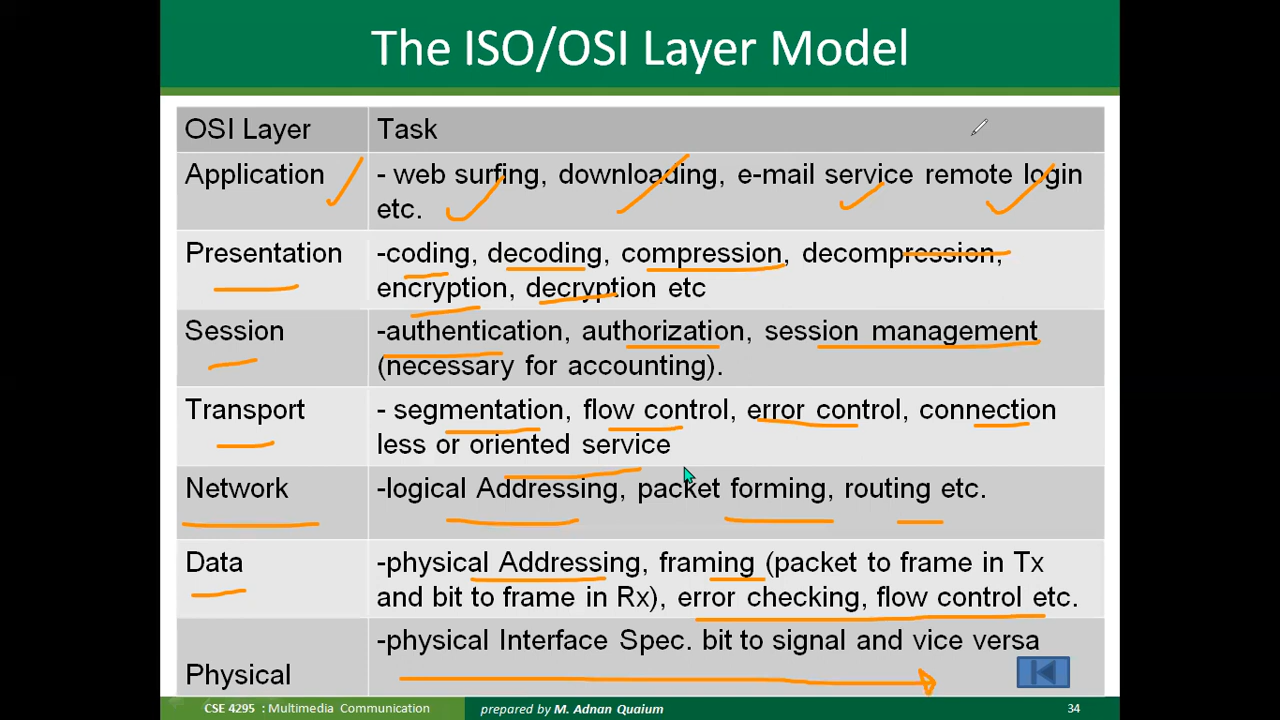 The ISO/OSI Layer Model
OSI Layer Task
Application - web surfing, downloading, e-mail service remote login
etc.
Presentation -coding, decoding, compression, decompression,
encryption, decryption etc
Session -authentication, authorization, session management
(necessary for accounting).
Transport - segmentation, flow control, error control, connection
less or oriented service
Network -logical Addressing, packet forming, routing etc.
Data -physical Addressing, framing (packet to frame in Tx
and bit to frame in Rx), error checking, flow control etc.
-physical Interface Spec. bit to signal and vice versa
Physical
CSE 4295 : Multimedia Communication prepared by M. Adnan Quaium 34